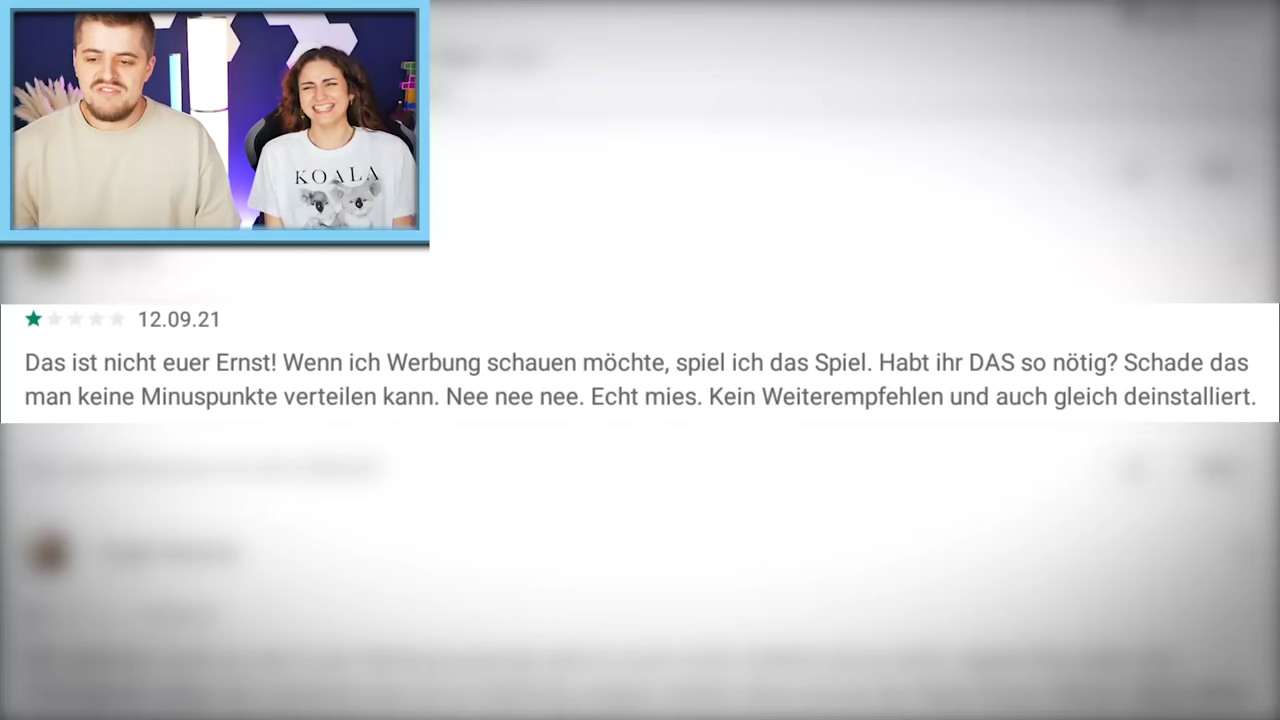 KOALA
12.09.21
Das ist nicht euer Ernst! Wenn ich Werbung schauen möchte, spiel ich das Spiel. Habt ihr DAS so nötig? Schade das
man keine Minuspunkte verteilen kann. Nee nee nee. Echt mies. Kein Weiterempfehlen und auch gleich deinstalliert.